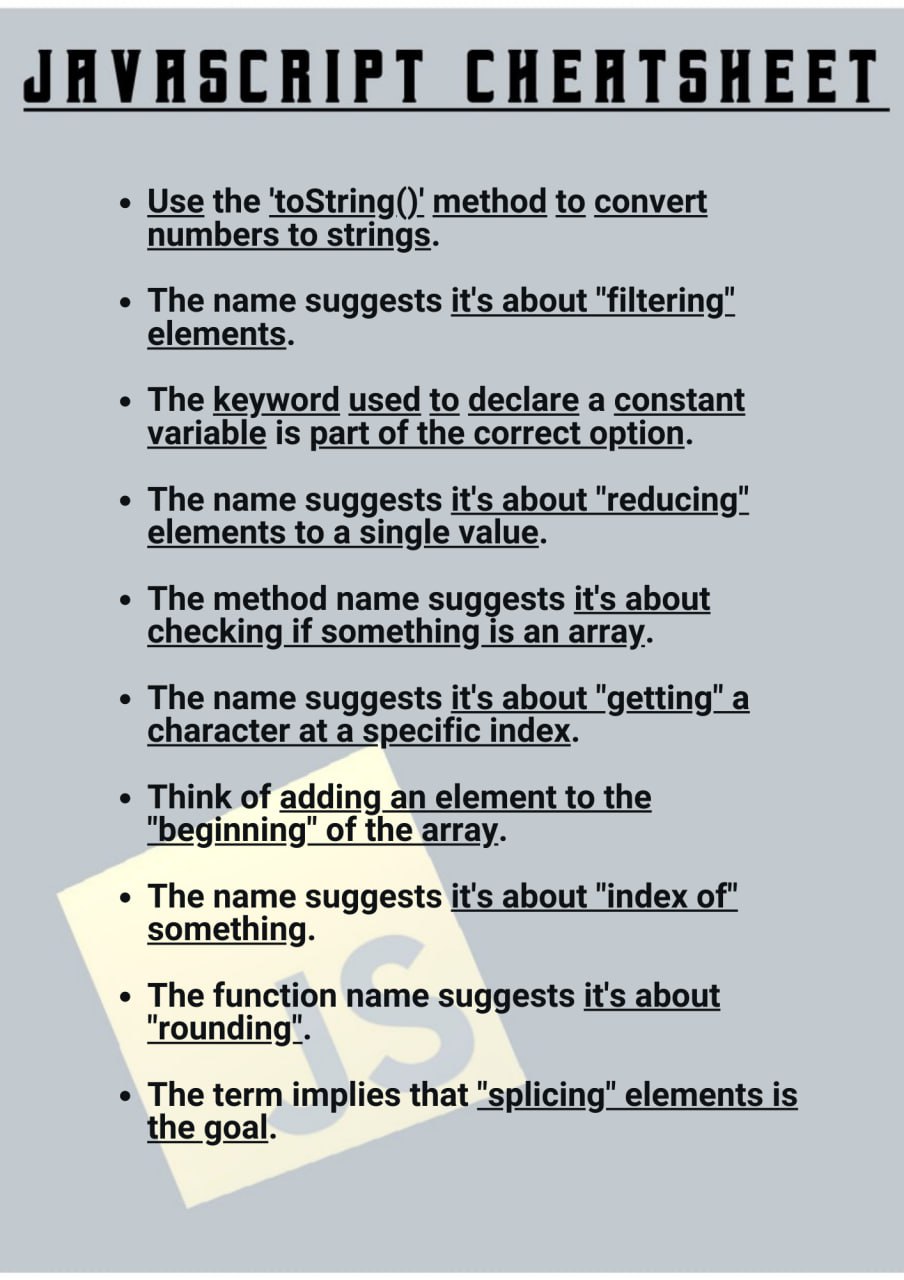 JAVASCRIPT CHEATSHEET
• Use the 'toString()' method to convert
numbers to strings.
• The name suggests it's about "filtering"
elements.
• The keyword used to declare a constant
variable is part of the correct option.
• The name suggests it's about "reducing"
elements to a single value.
• The method name suggests it's about
checking if something is an array.
• The name suggests it's about "getting" a
character at a specific index.
• Think of adding an element to the
"beginning" of the array.
• The name suggests it's about "index of"
something.
• The function name suggests it's about
"rounding".
• The term implies that "splicing" elements is
the goal.
JS